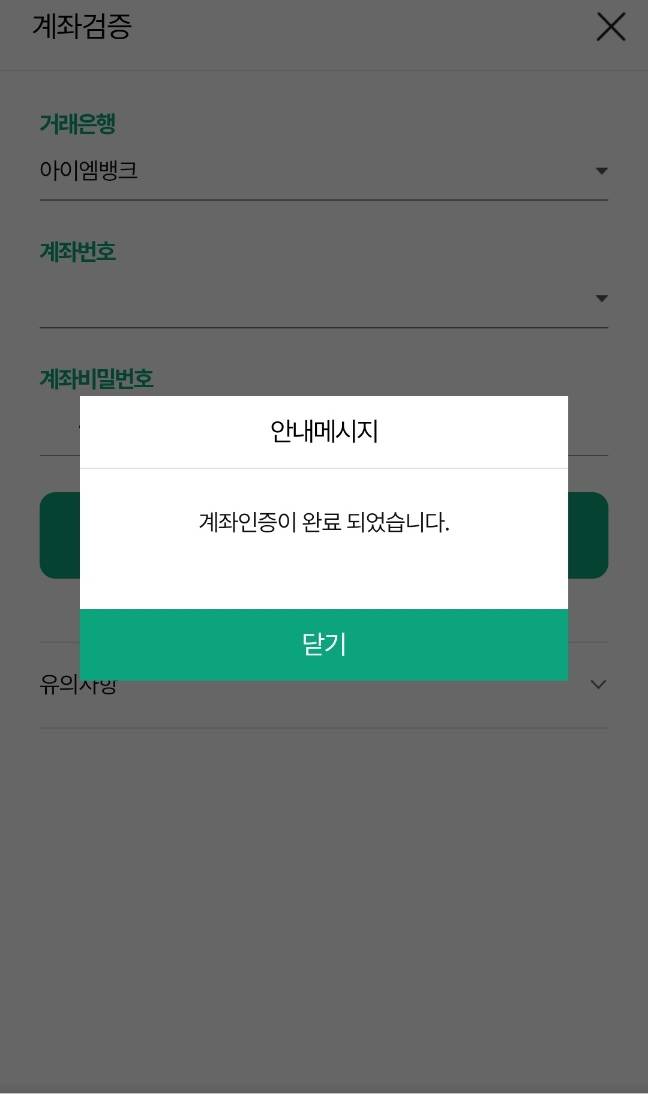 계좌검증
거래은행
아이엠뱅크
계좌번호
계좌비밀번호
안내메시지
계좌인증이 완료 되었습니다.
닫기
유의사항